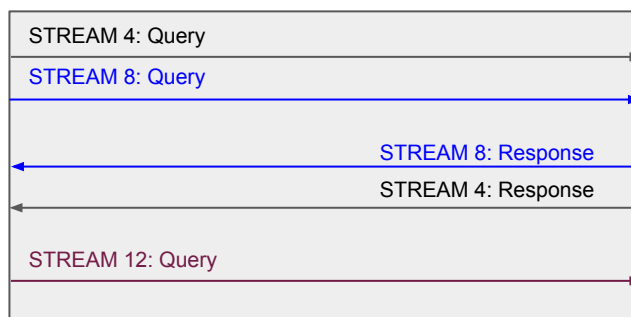 STREAM 4: Query
STREAM 8: Query
STREAM 8: Response
STREAM 4: Response
STREAM 12: Query